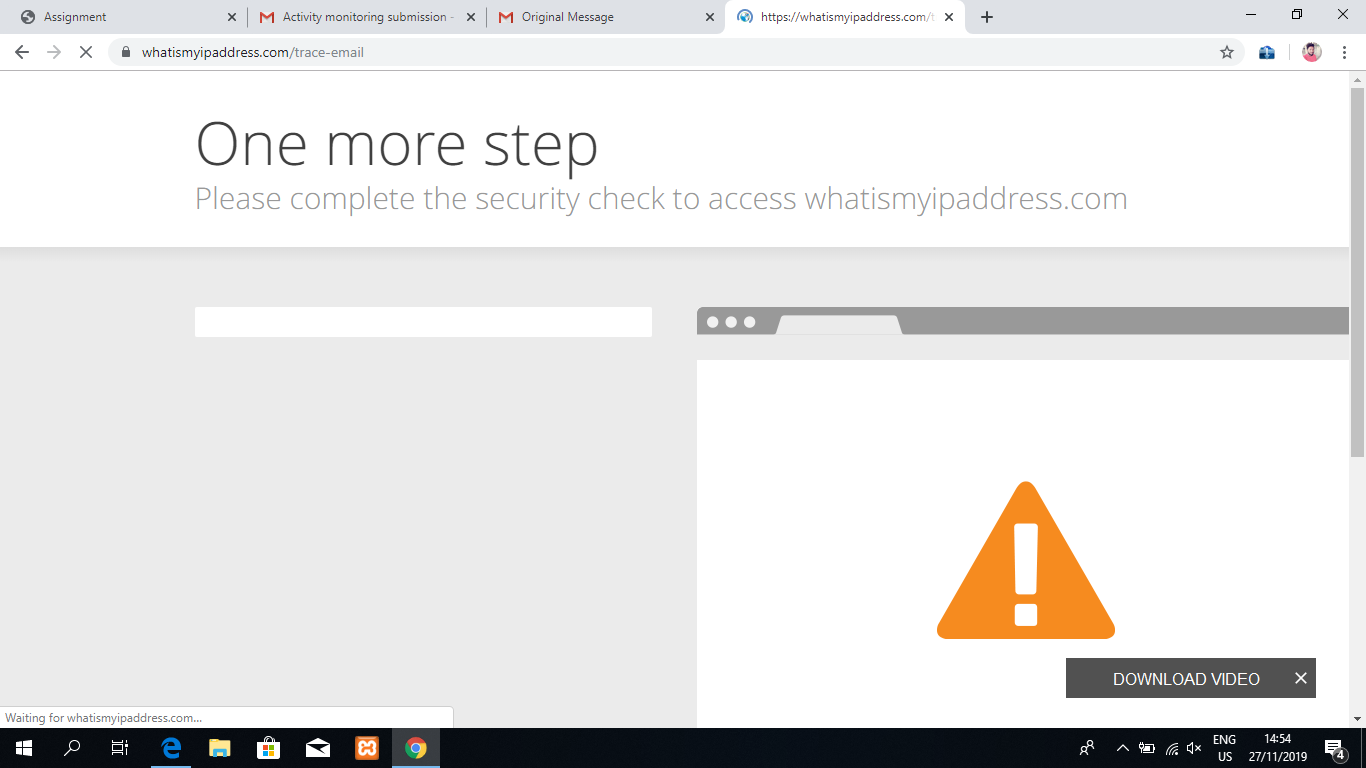 Assignment
Activity monitoring submission -
Original Message
https://whatismyipaddress.com/t
whatismyipaddress.com/trace-email
One more step
Please complete the security check to access whatismyipaddress.com
DOWNLOAD VIDEO
Waiting for whatismyipaddress.com...
ENG
US
14:54
27/11/2019
4